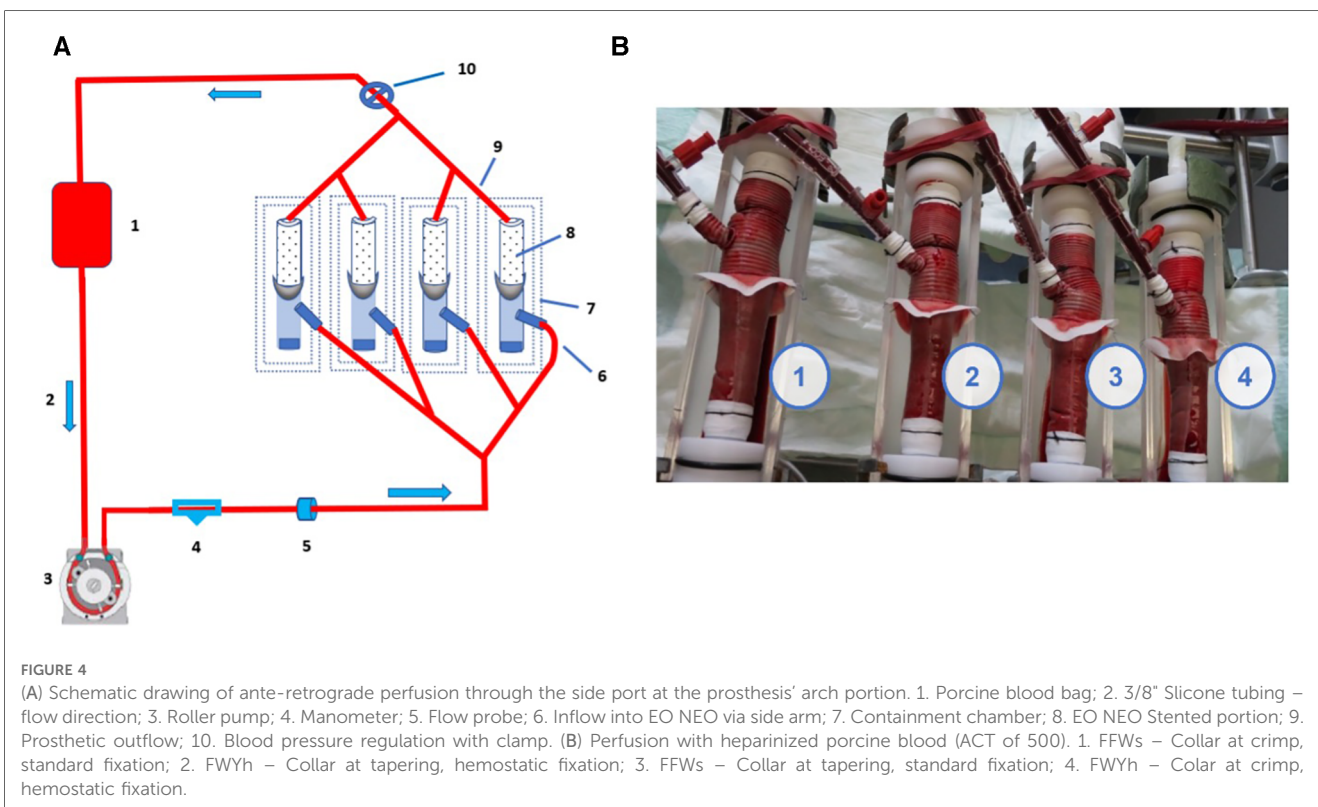 A
B
10
9
1
8
7
2
6
4
5
3
1
2
3
4
FIGURE 4
(A) Schematic drawing of ante-retrograde perfusion through the side port at the prosthesis' arch portion. 1. Porcine blood bag; 2. 3/8" Slicone tubing –
flow direction; 3. Roller pump; 4. Manometer; 5. Flow probe; 6. Inflow into EO NEO via side arm; 7. Containment chamber; 8. EO NEO Stented portion; 9.
Prosthetic outflow; 10. Blood pressure regulation with clamp. (B) Perfusion with heparinized porcine blood (ACT of 500). 1. FFWs – Collar at crimp,
standard fixation; 2. FWYh – Collar at tapering, hemostatic fixation; 3. FFWs – Collar at tapering, standard fixation; 4. FWYh – Colar at crimp,
hemostatic fixation.